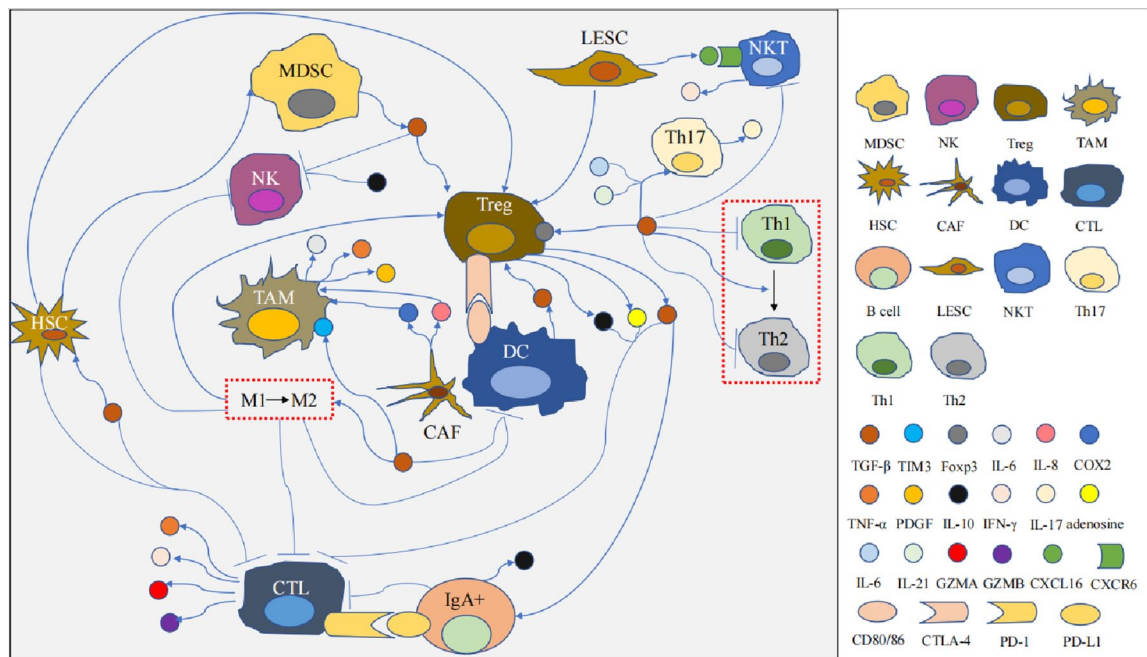 LESC
NKT
MDSC
Th17
NK
Treg
Th1
TAM
HSC
DC
Th2
M1 M2
CAF
CTL
IgA+
MDSC NK Treg TAM
HSC CAF DC CTL
B cell LESC NKT Th17
Th1 Th2
TGF-β TIM3 Foxp3 IL-6 IL-8 COX2
TNF-α PDGF IL-10 IFN-γ IL-17 adenosine
IL-6 IL-21 GZMA GZMB CXCL16 CXCR6
CD80/86 CTLA-4 PD-1 PD-L1